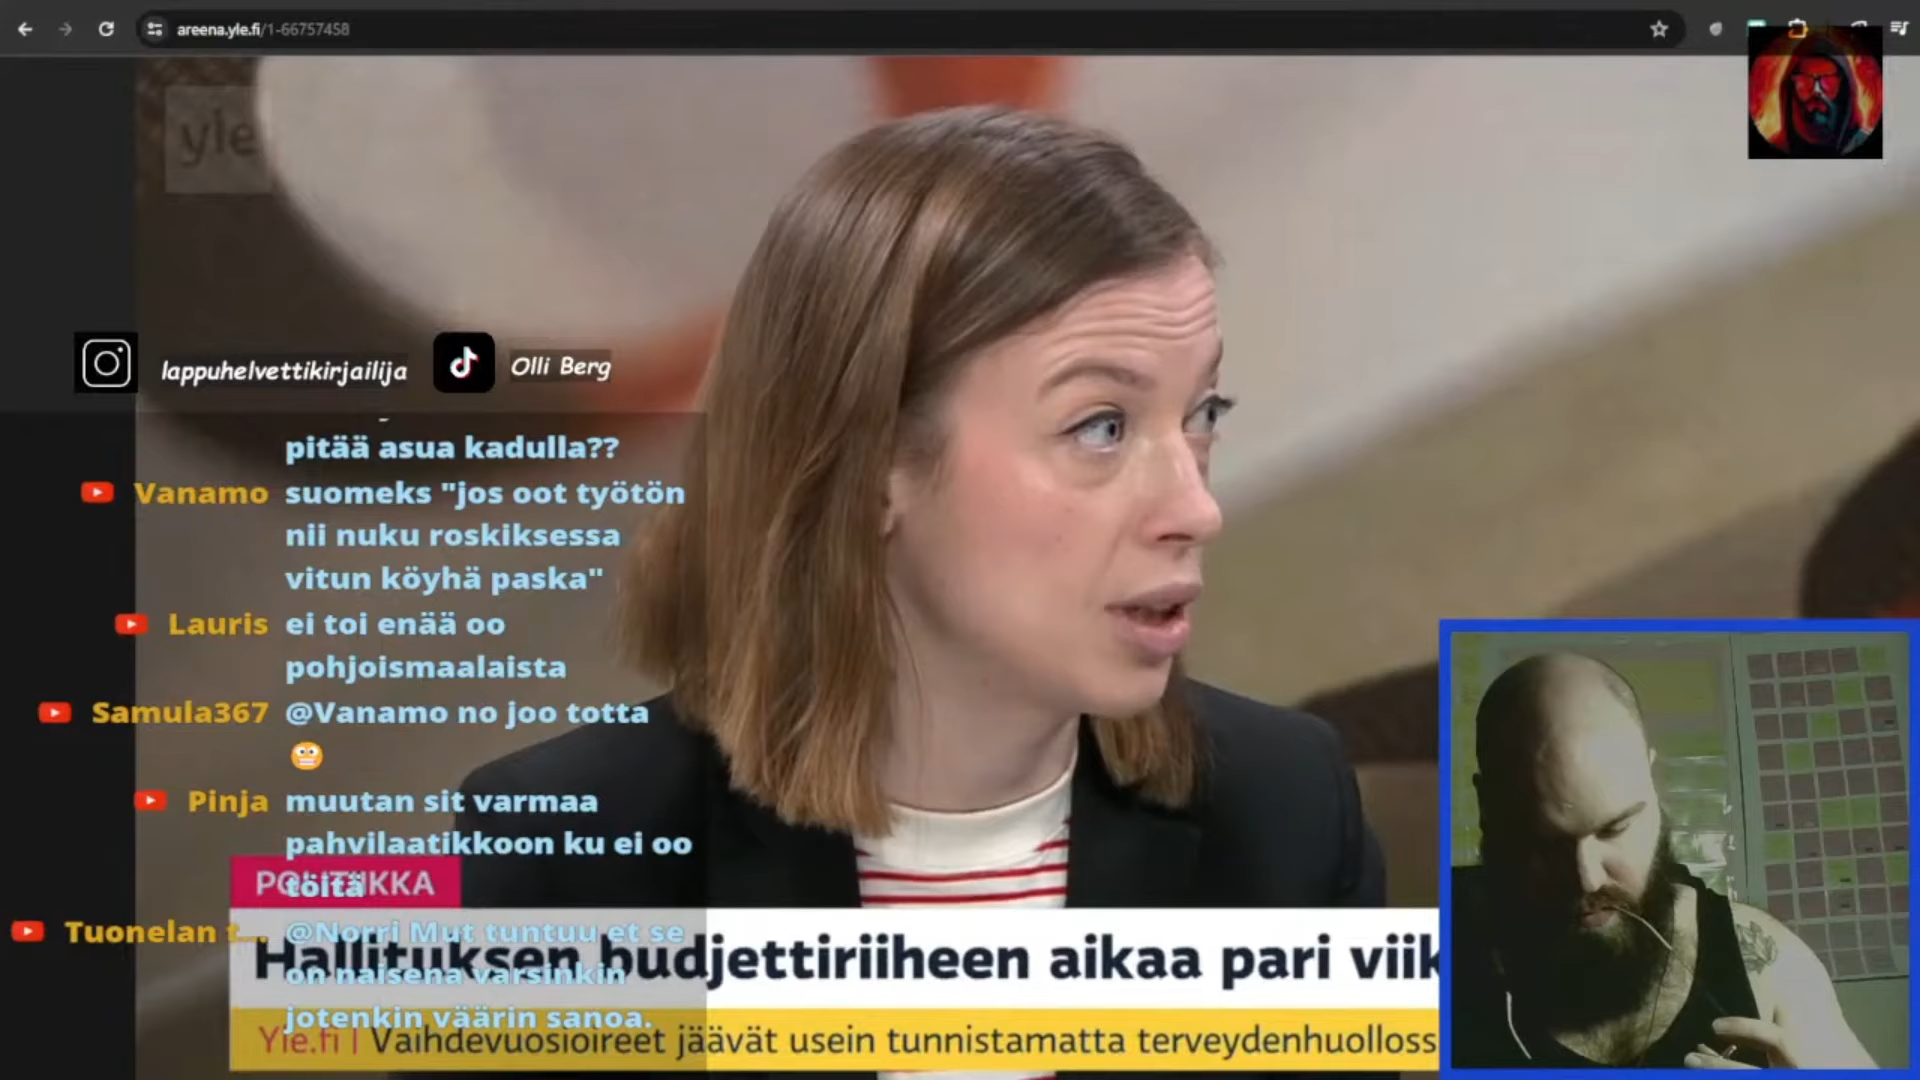 areena.yle.fi/1-66757458
yle
lappuhelvettikirjailija
Olli Berg
pitää asua kadulla??
Vanamo suomeks "jos oot työtön
nii nuku roskiksessa
vitun köyhä paska"
Lauris ei toi enää oo
pohjoismaalaista
Samula367 @Vanamo no joo totta
😬
Pinja muutan sit varmaa
pahvilaatikkoon ku ei oo
töitä
POLITIIKKA
Tuonelan t... @Norri Mut tuntuu et se
on naisena varsinkin
jotenkin väärin sanoa.
Hallituksen budjettiriiheen aikaa pari viik
Yle.fi | Vaihdevuosioireet jäävät usein tunnistamatta terveydenhuolloss